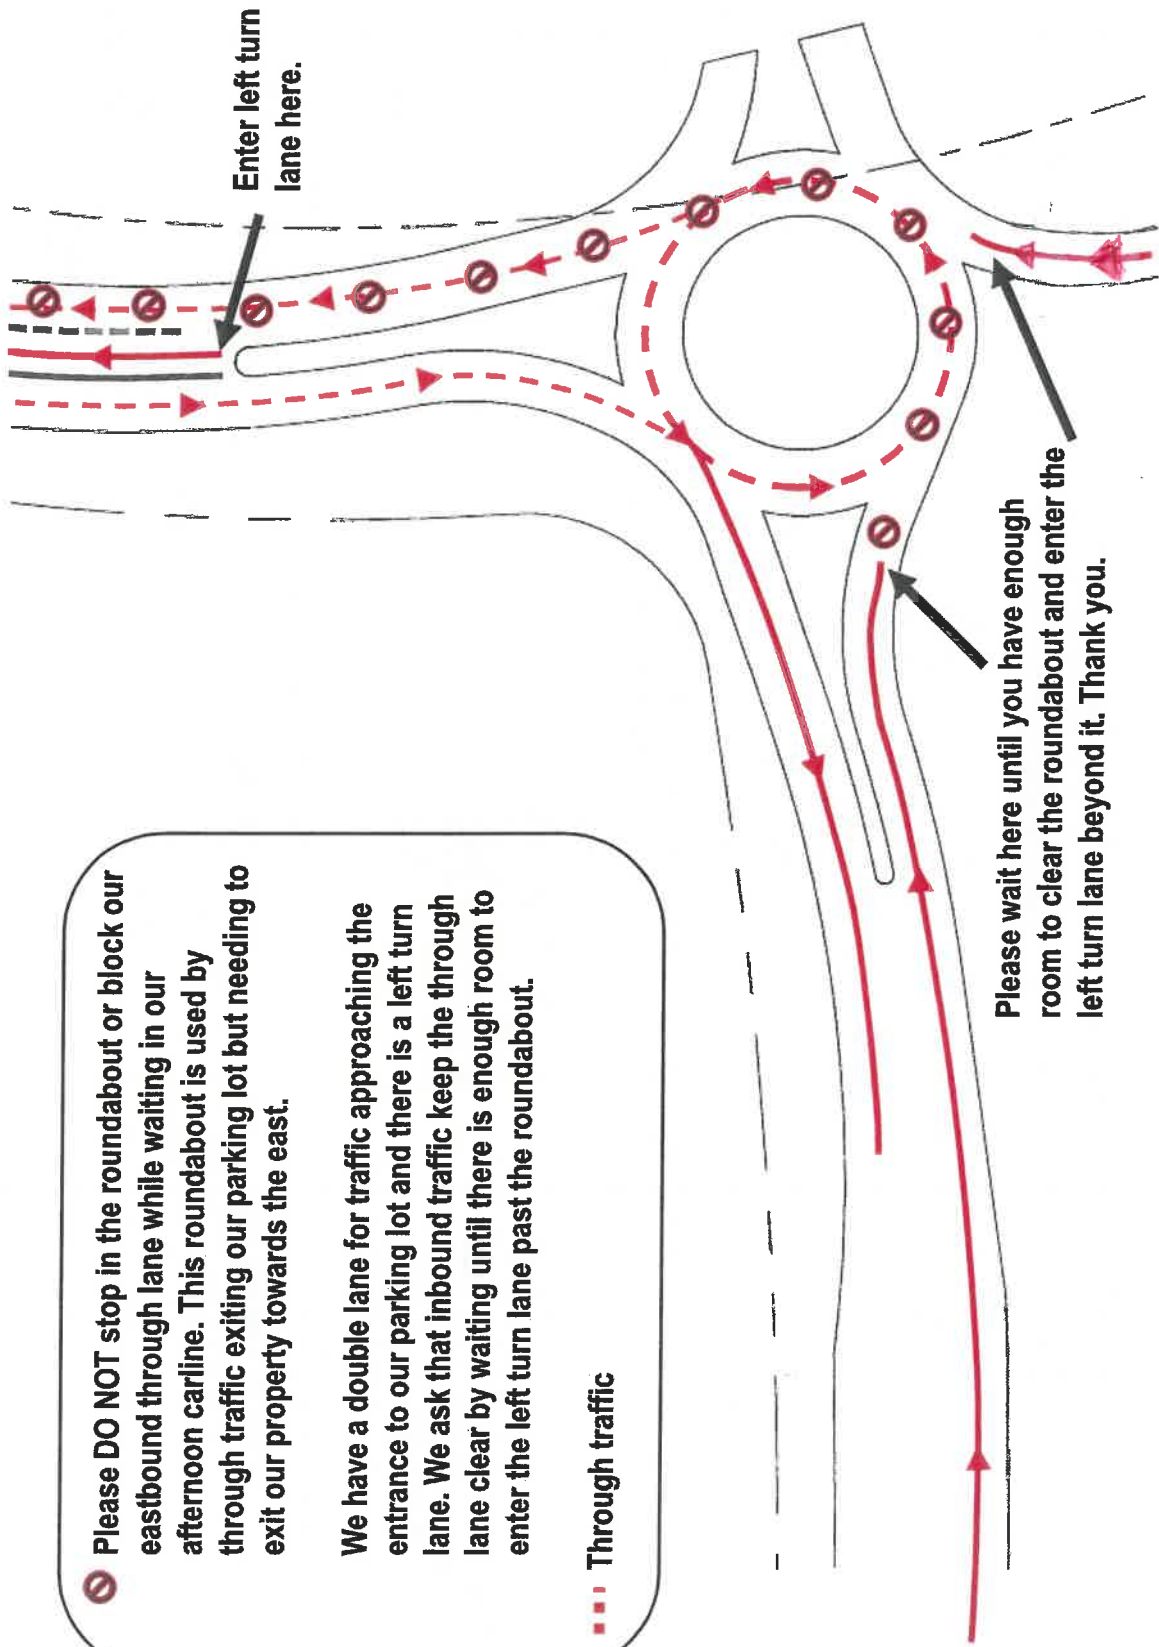 Please DO NOT stop in the roundabout or block our
eastbound through lane while waiting in our
afternoon carline. This roundabout is used by
through traffic exiting our parking lot but needing to
exit our property towards the east.
We have a double lane for traffic approaching the
entrance to our parking lot and there is a left turn
lane. We ask that inbound traffic keep the through
lane clear by waiting until there is enough room to
enter the left turn lane past the roundabout.
Through traffic
Enter left turn
lane here.
Please wait here until you have enough
room to clear the roundabout and enter the
left turn lane beyond it. Thank you.